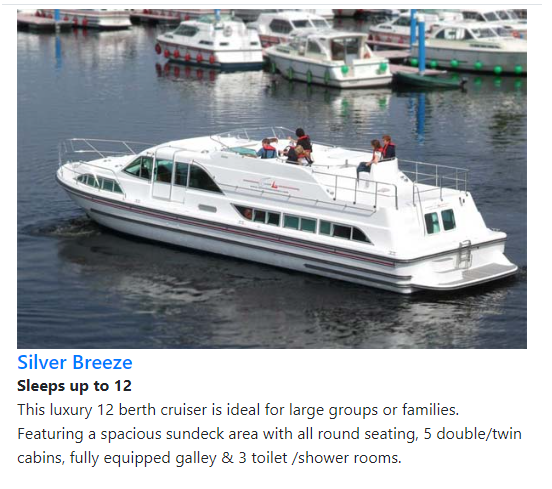 Silver Breeze
Sleeps up to 12
This luxury 12 berth cruiser is ideal for large groups or families.
Featuring a spacious sundeck area with all round seating, 5 double/twin
cabins, fully equipped galley & 3 toilet /shower rooms.